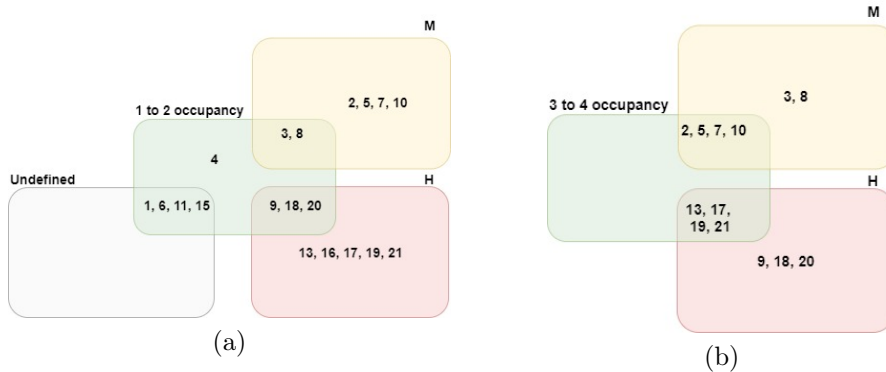 M
2, 5, 7, 10
1 to 2 occupancy
3, 8
4
Undefined
H
1, 6, 11, 15
9, 18, 20
13, 16, 17, 19, 21
(a)
M
3, 8
3 to 4 occupancy
2, 5, 7, 10
H
13, 17,
19, 21
9, 18, 20
(b)